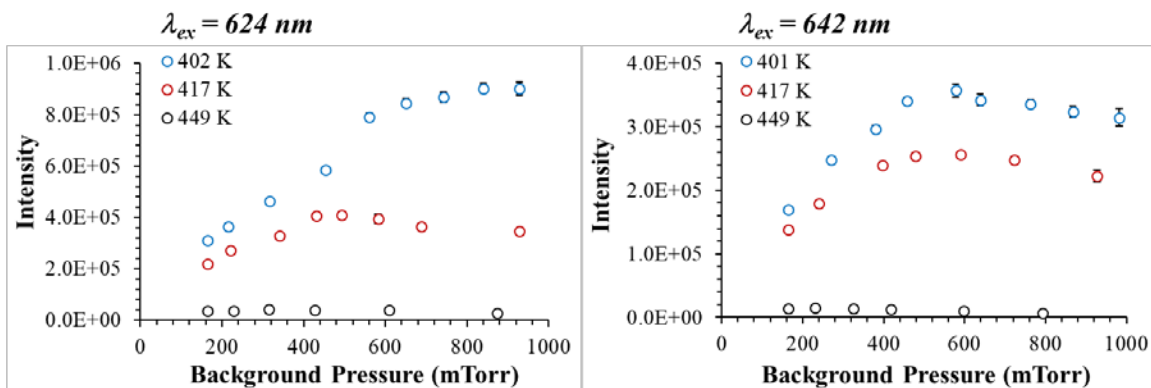 λex = 624 nm
λex = 642 nm
402 K
417 K
449 K
1.0E+06
8.0E+05
6.0E+05
4.0E+05
2.0E+05
0.0E+00
Intensity
0 200 400 600 800 1000
Background Pressure (mTorr)
401 K
417 K
449 K
4.0E+05
3.0E+05
2.0E+05
1.0E+05
0.0E+00
Intensity
0 200 400 600 800 1000
Background Pressure (mTorr)